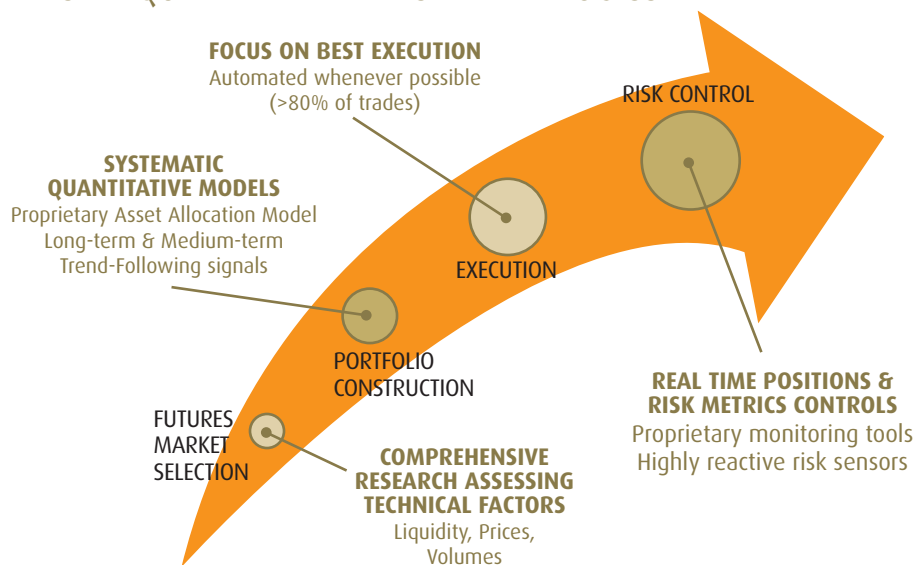 FOCUS ON BEST EXECUTION
Automated whenever possible
(>80% of trades)
RISK CONTROL
SYSTEMATIC
QUANTITATIVE MODELS
Proprietary Asset Allocation Model
Long-term & Medium-term
Trend-Following signals
EXECUTION
PORTFOLIO
CONSTRUCTION
REAL TIME POSITIONS &
RISK METRICS CONTROLS
Proprietary monitoring tools
Highly reactive risk sensors
FUTURES
MARKET
SELECTION
COMPREHENSIVE
RESEARCH ASSESSING
TECHNICAL FACTORS
Liquidity, Prices,
Volumes